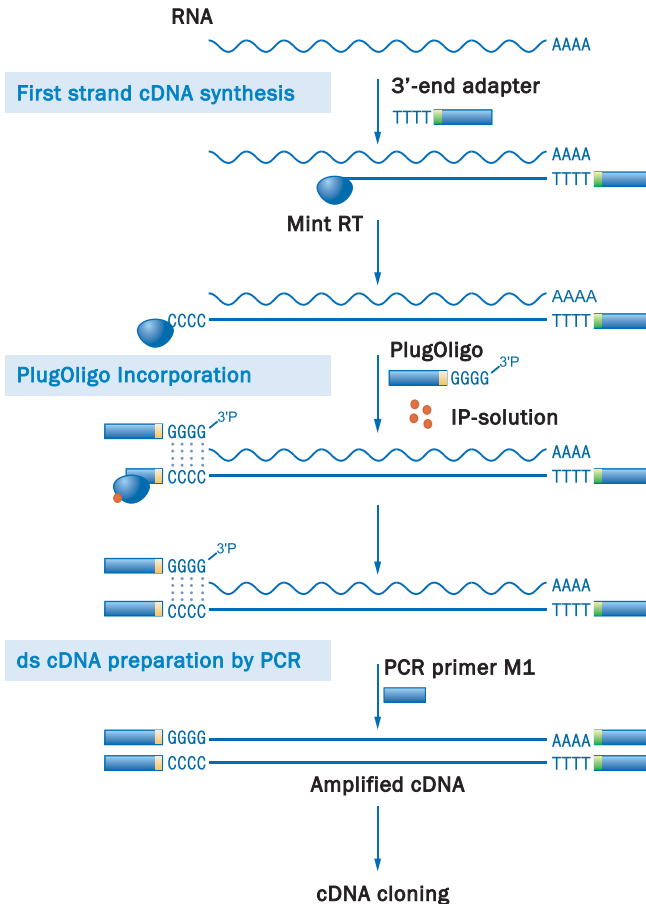 RNA
AAAA
First strand cDNA synthesis
3’-end adapter
TTTT
AAAA
TTTT
Mint RT
AAAA
CCCC
TTTT
PlugOligo Incorporation
PlugOligo
GGGG
3'P
IP-solution
GGGG
3'P
AAAA
CCCC
TTTT
GGGG
3'P
AAAA
CCCC
TTTT
ds cDNA preparation by PCR
PCR primer M1
GGGG
AAAA
CCCC
TTTT
Amplified cDNA
cDNA cloning